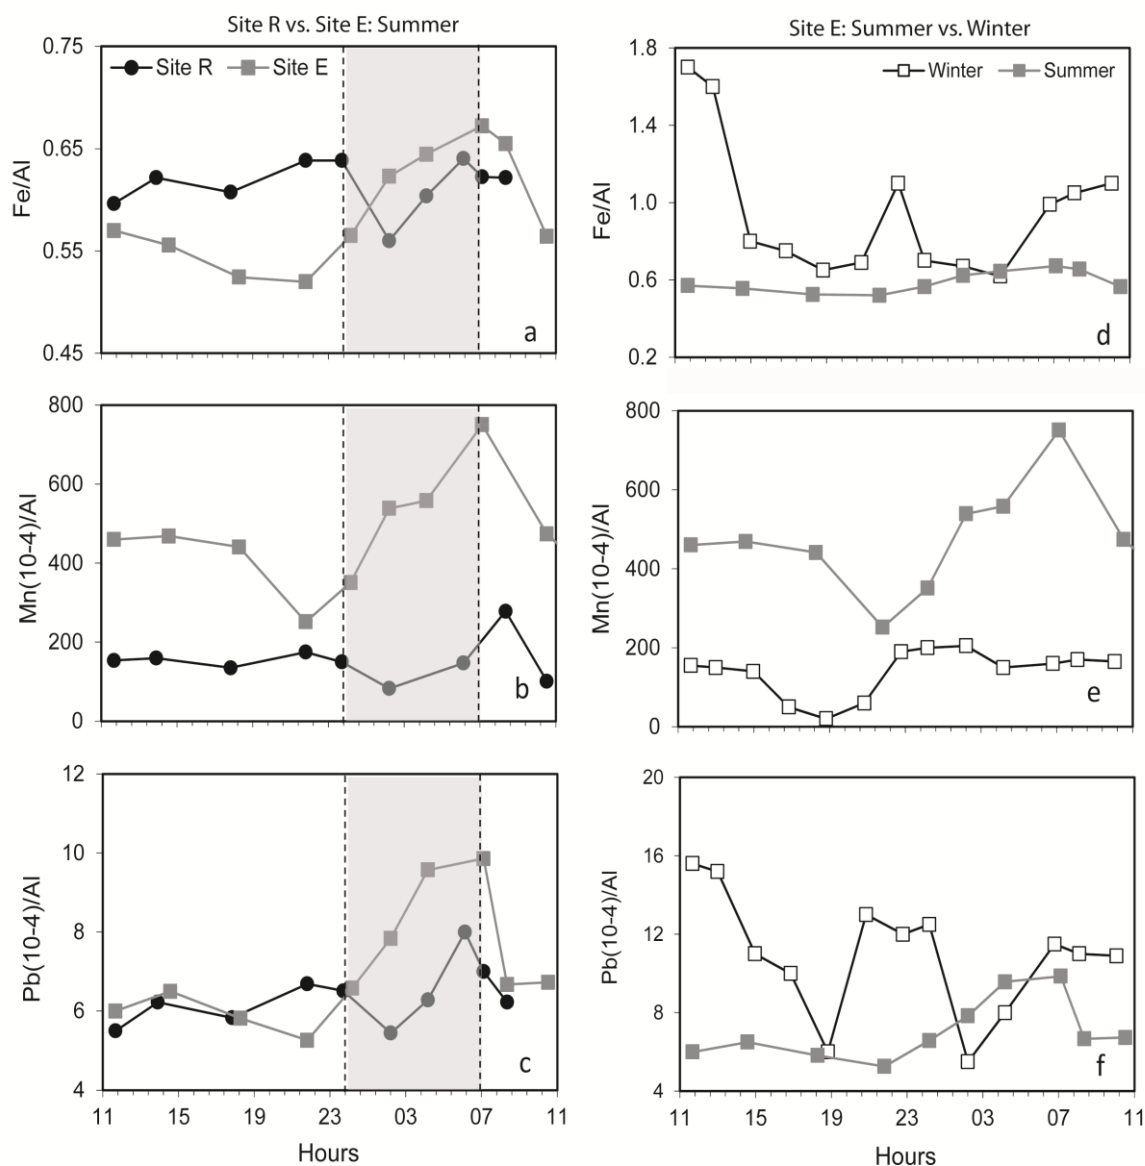 Site R vs. Site E: Summer
0.75
0.65
0.55
0.45
Fe/Al
Site R
Site E
a
800
600
400
200
0
Mn(10-4)/Al
b
12
10
8
6
4
Pb(10-4)/Al
c
11 15 19 23 03 07 11
Hours
Site E: Summer vs. Winter
1.8
1.4
1.0
0.6
0.2
Fe/Al
Winter
Summer
d
800
600
400
200
0
Mn(10-4)/Al
e
20
16
12
8
4
Pb(10-4)/Al
f
11 15 19 23 03 07 11
Hours